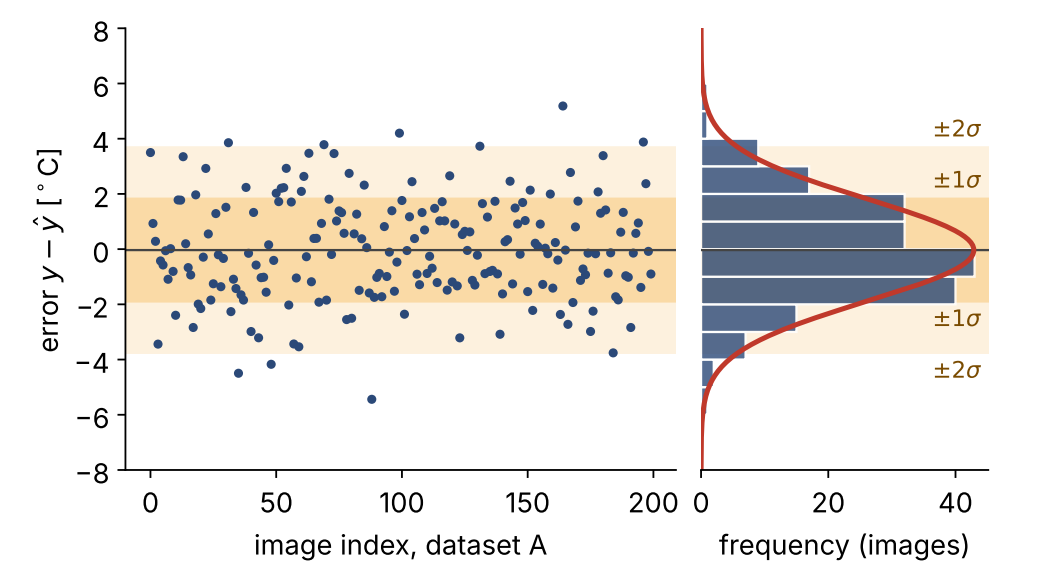 8
6
4
2
0
−2
−4
−6
−8
error y − ŷ [°C]
0
50
100
150
200
image index, dataset A
±2σ
±1σ
±1σ
±2σ
0
20
40
frequency (images)